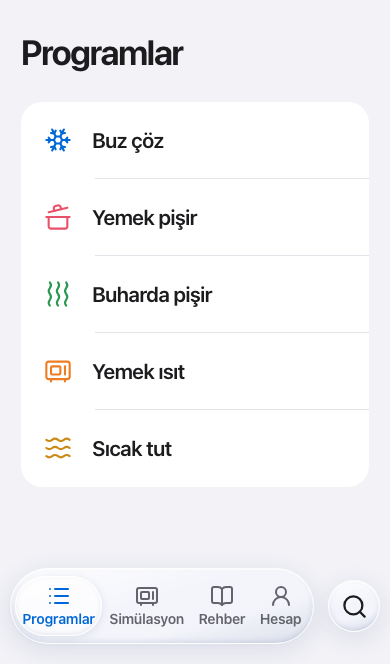 Programlar
Buz çöz
Yemek pişir
Buharda pişir
Yemek ısıt
Sıcak tut
Programlar
Simülasyon
Rehber
Hesap